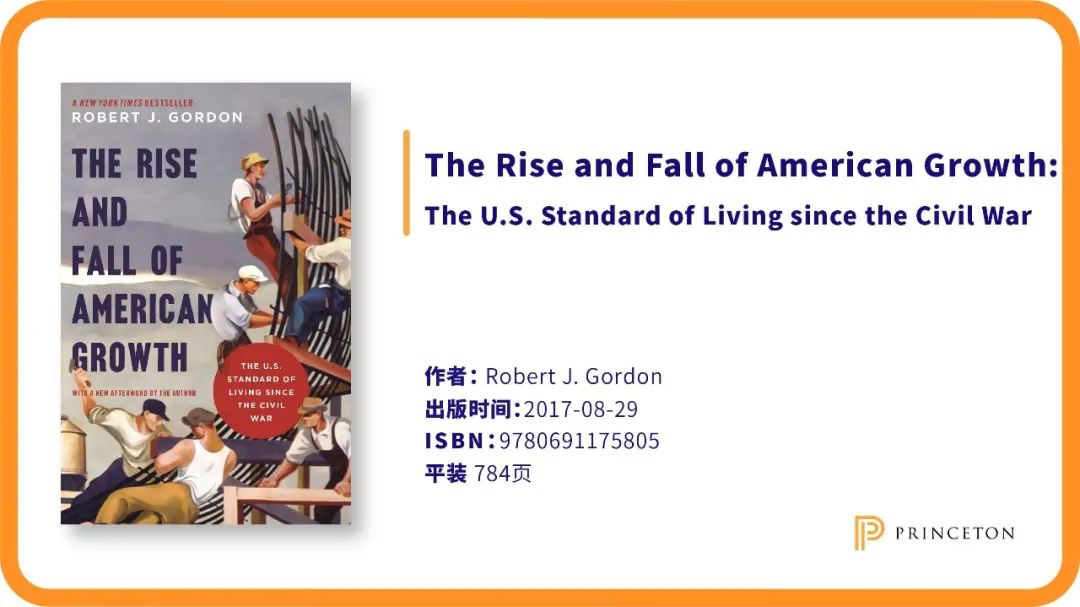 A NEW YORK TIMES BESTSELLER
ROBERT J. GORDON
THE RISE
AND
FALL OF
AMERICAN
GROWTH
WITH A NEW AFTERWORD BY THE AUTHOR
THE U.S.
STANDARD OF
LIVING SINCE
THE CIVIL
WAR
The Rise and Fall of American Growth:
The U.S. Standard of Living since the Civil War
作者：Robert J. Gordon
出版时间：2017-08-29
ISBN：9780691175805
平装 784页
PRINCETON